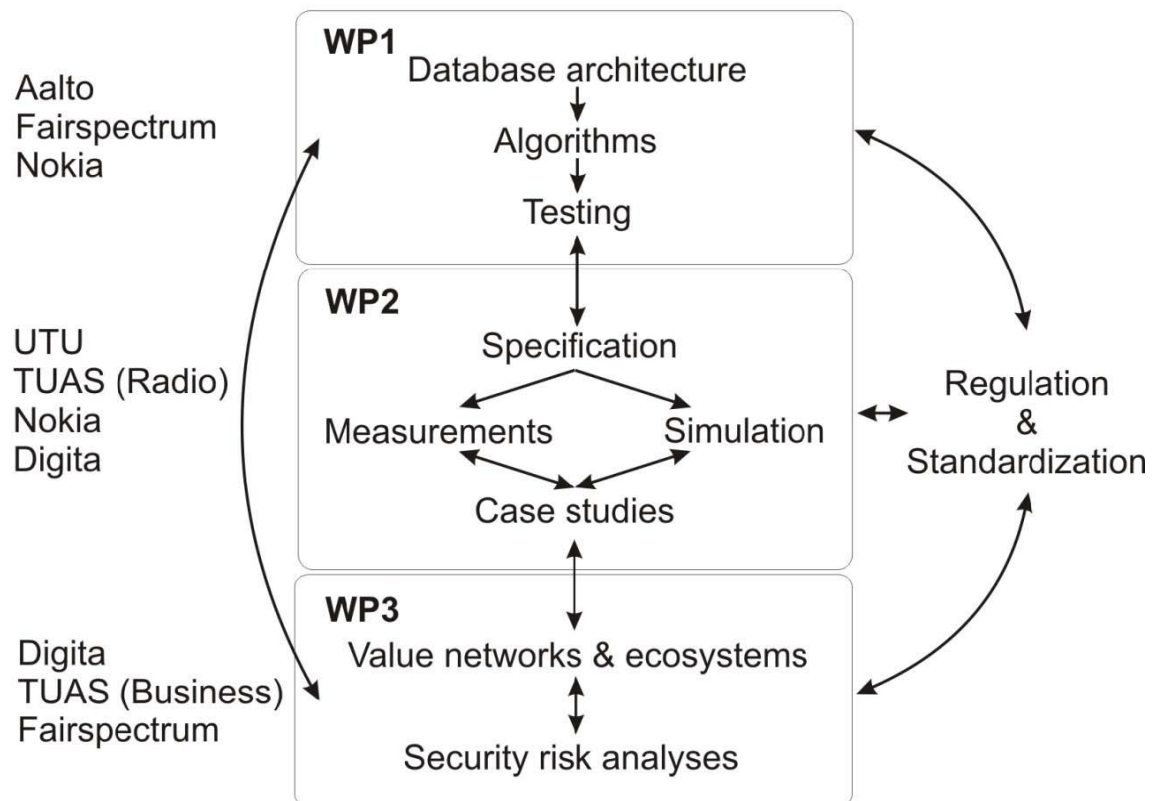 WP1
Database architecture
Algorithms
Testing
Aalto
Fairspectrum
Nokia
WP2
Specification
Measurements
Simulation
Case studies
UTU
TUAS (Radio)
Nokia
Digita
Regulation
&
Standardization
WP3
Value networks & ecosystems
Security risk analyses
Digita
TUAS (Business)
Fairspectrum